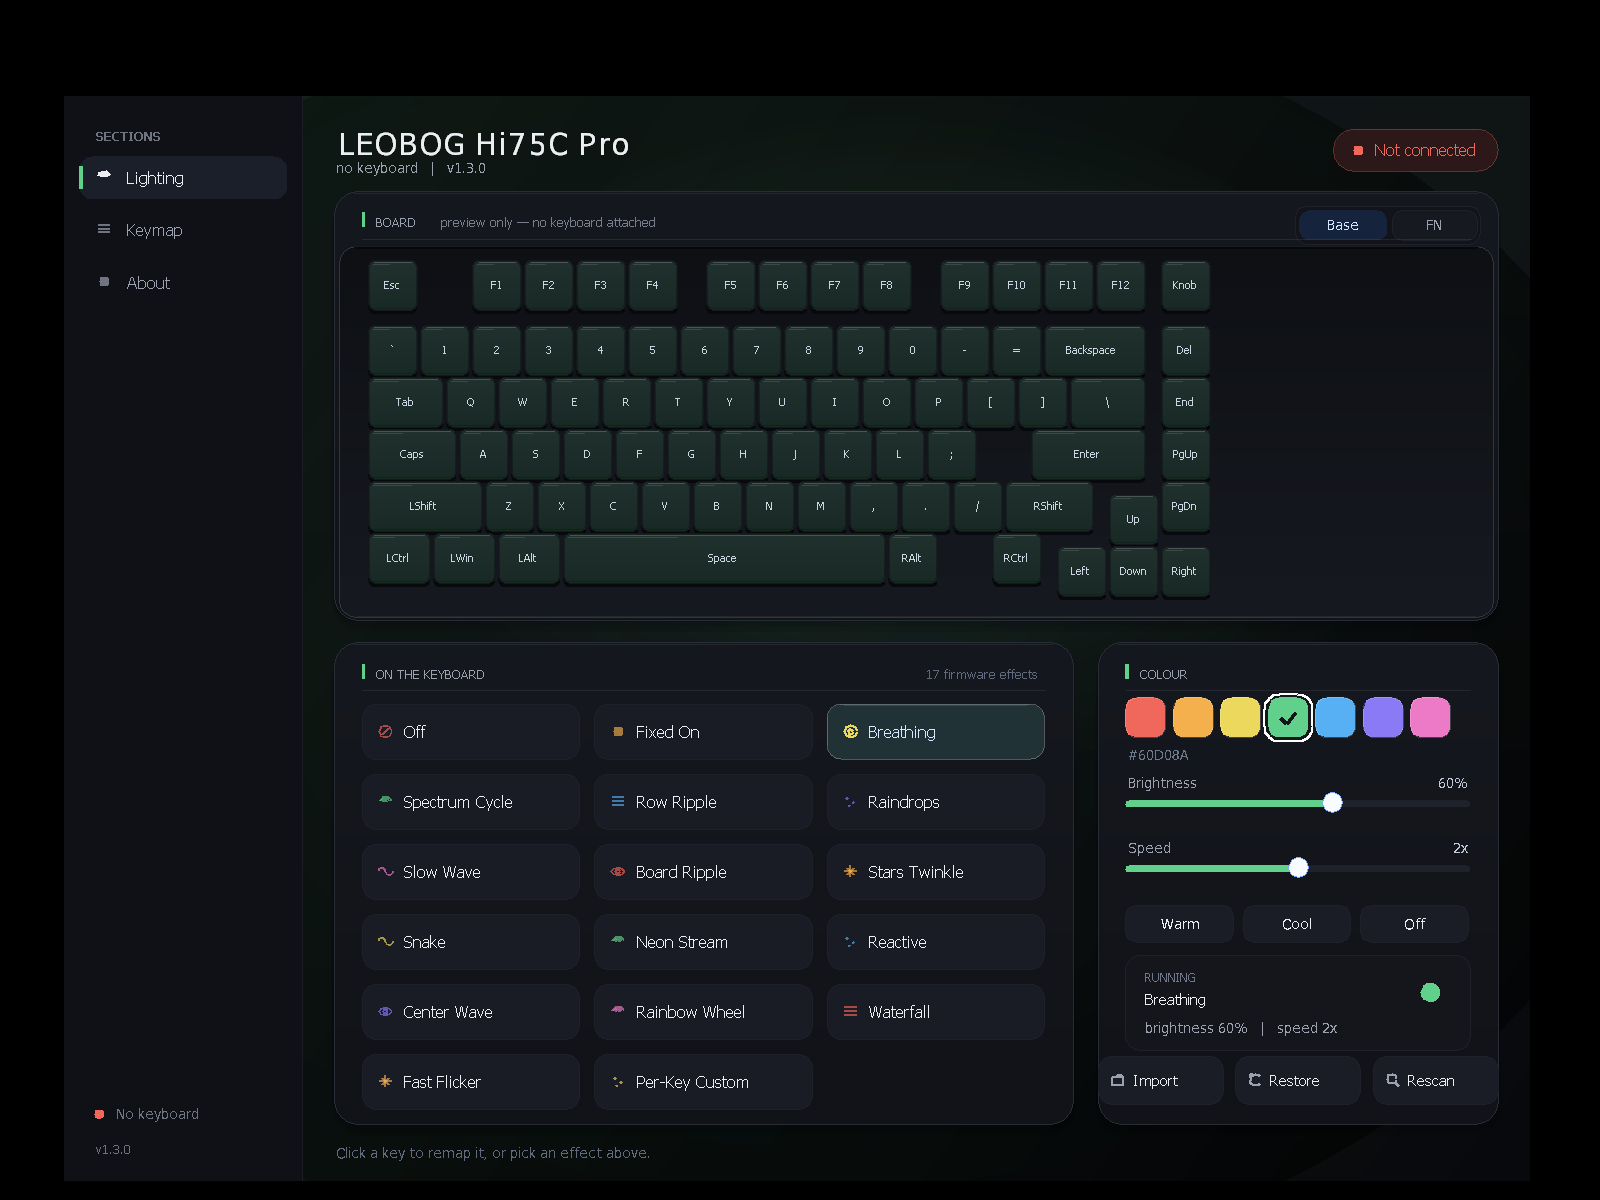 SECTIONS
Lighting
Keymap
About
No keyboard
v1.3.0
LEOBOG Hi75C Pro
no keyboard | v1.3.0
Not connected
BOARD preview only — no keyboard attached
Base FN
Esc F1 F2 F3 F4 F5 F6 F7 F8 F9 F10 F11 F12 Knob
` 1 2 3 4 5 6 7 8 9 0 - = Backspace Del
Tab Q W E R T Y U I O P [ ] \ End
Caps A S D F G H J K L ; Enter PgUp
LShift Z X C V B N M , . / RShift Up PgDn
LCtrl LWin LAlt Space RAlt RCtrl Left Down Right
ON THE KEYBOARD 17 firmware effects
Off Fixed On Breathing
Spectrum Cycle Row Ripple Raindrops
Slow Wave Board Ripple Stars Twinkle
Snake Neon Stream Reactive
Center Wave Rainbow Wheel Waterfall
Fast Flicker Per-Key Custom
COLOUR
#60D08A
Brightness 60%
Speed 2x
Warm Cool Off
RUNNING
Breathing
brightness 60% | speed 2x
Import Restore Rescan
Click a key to remap it, or pick an effect above.